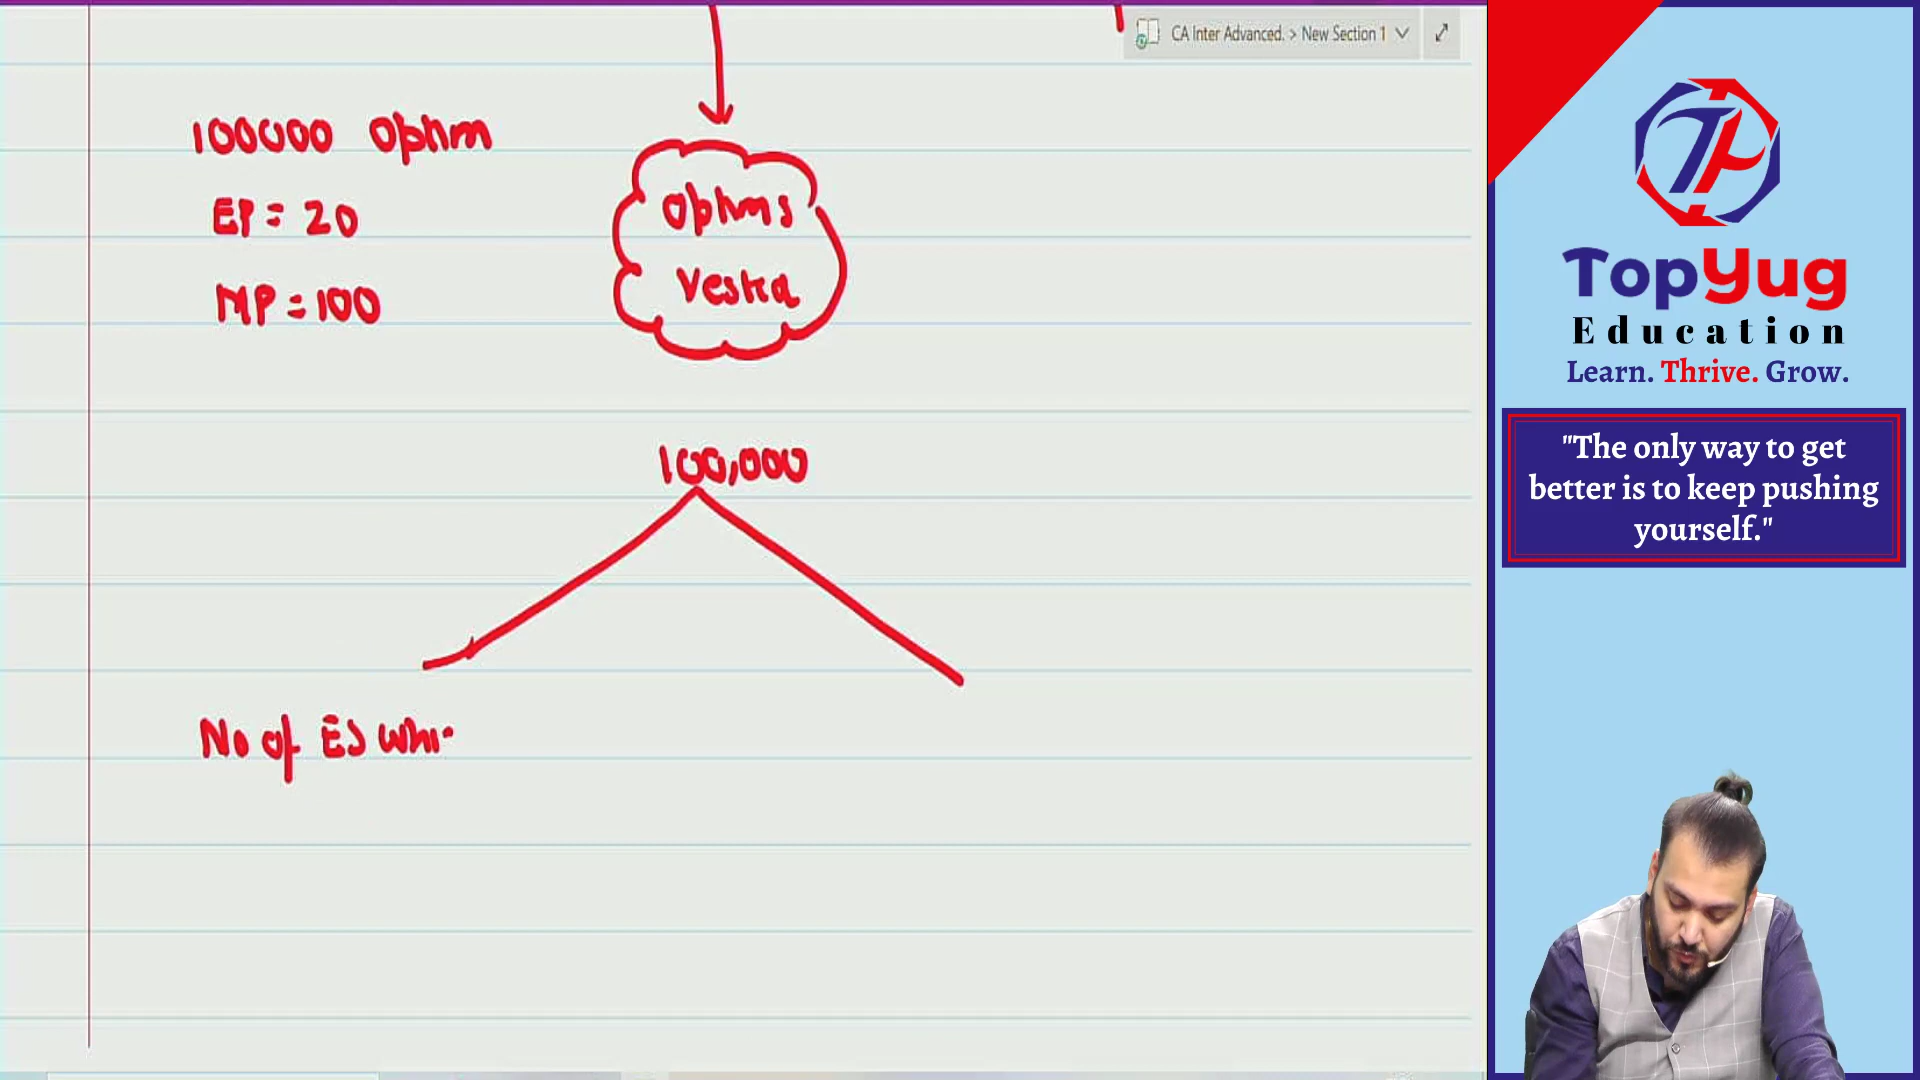 CA Inter Advanced. > New Section 1
100000 Option
EP = 20
MP = 100
Options
Vested
100,000
No of ES whi
TopYug
Education
Learn. Thrive. Grow.
"The only way to get
better is to keep pushing
yourself."